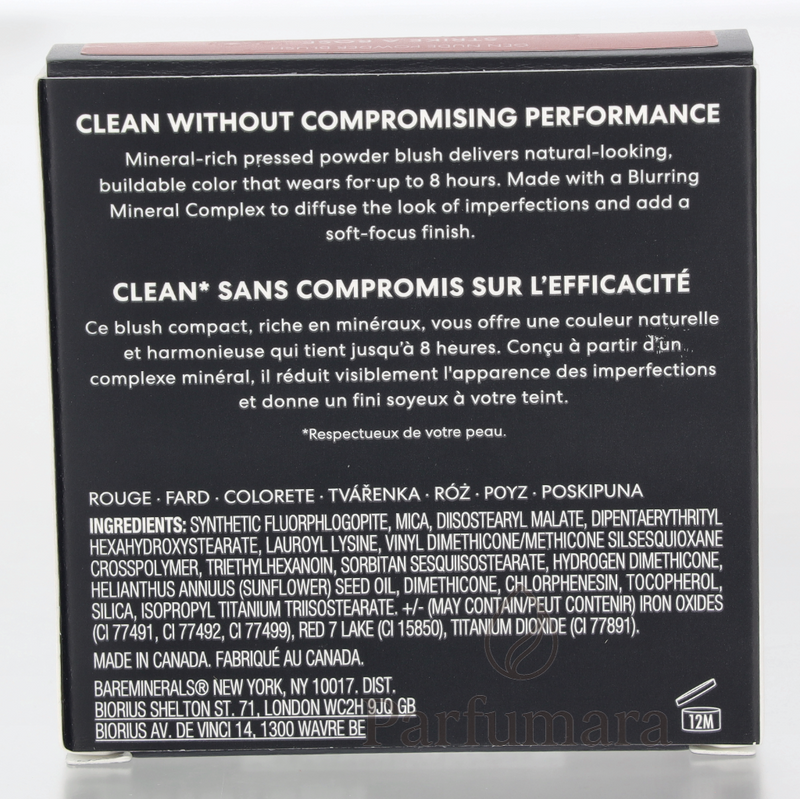 GEN NUDE POWDER BLUSH
STRIKE A ROSE
CLEAN WITHOUT COMPROMISING PERFORMANCE
Mineral-rich pressed powder blush delivers natural-looking,
buildable color that wears for up to 8 hours. Made with a Blurring
Mineral Complex to diffuse the look of imperfections and add a
soft-focus finish.
CLEAN* SANS COMPROMIS SUR L'EFFICACITÉ
Ce blush compact, riche en minéraux, vous offre une couleur naturelle
et harmonieuse qui tient jusqu'à 8 heures. Conçu à partir d'un
complexe minéral, il réduit visiblement l'apparence des imperfections
et donne un fini soyeux à votre teint.
*Respectueux de votre peau.
ROUGE · FARD · COLORETE · TVÁŘENKA · RÓŻ · POYZ · POSKIPUNA
INGREDIENTS: SYNTHETIC FLUORPHLOGOPITE, MICA, DIISOSTEARYL MALATE, DIPENTAERYTHRITYL
HEXAHYDROXYSTEARATE, LAUROYL LYSINE, VINYL DIMETHICONE/METHICONE SILSESQUIOXANE
CROSSPOLYMER, TRIETHYLHEXANOIN, SORBITAN SESQUIISOSTEARATE, HYDROGEN DIMETHICONE,
HELIANTHUS ANNUUS (SUNFLOWER) SEED OIL, DIMETHICONE, CHLORPHENESIN, TOCOPHEROL,
SILICA, ISOPROPYL TITANIUM TRIISOSTEARATE. +/- (MAY CONTAIN/PEUT CONTENIR) IRON OXIDES
(CI 77491, CI 77492, CI 77499), RED 7 LAKE (CI 15850), TITANIUM DIOXIDE (CI 77891).
MADE IN CANADA. FABRIQUÉ AU CANADA.
BAREMINERALS® NEW YORK, NY 10017. DIST.
BIORIUS SHELTON ST. 71, LONDON WC2H 9JQ GB
BIORIUS AV. DE VINCI 14, 1300 WAVRE BE
12M
Parfumara